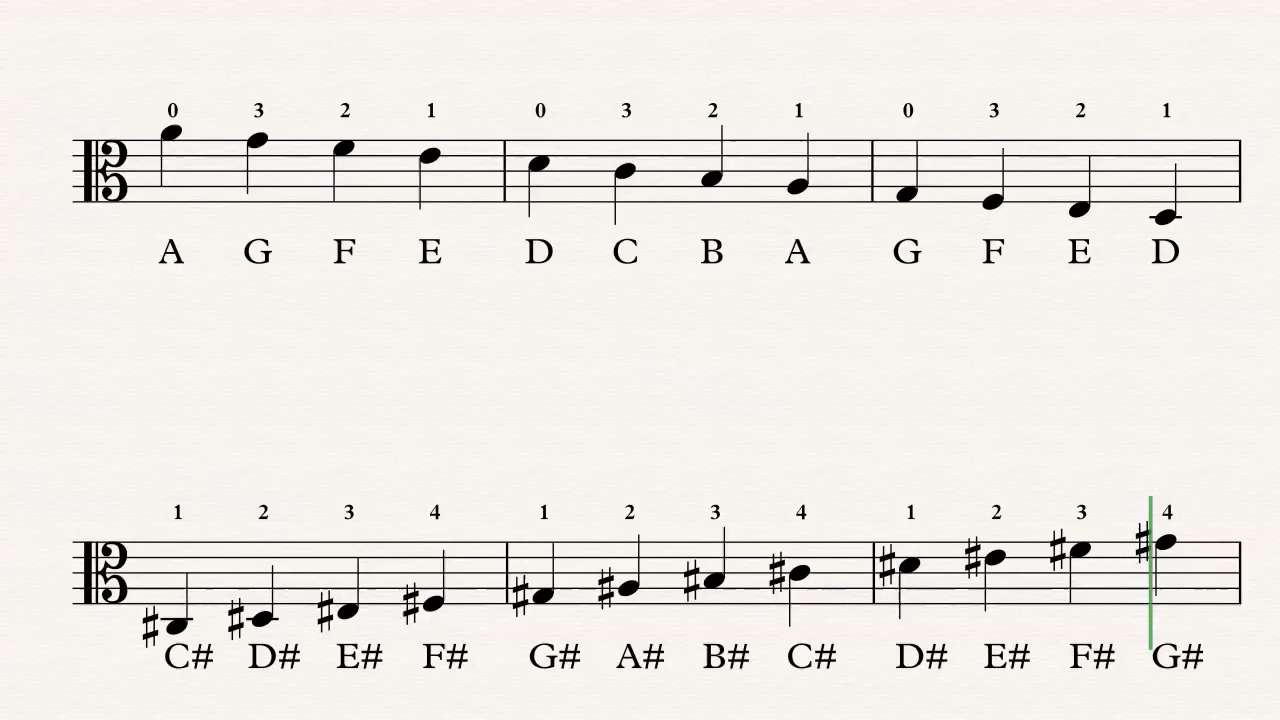 0 3 2 1 0 3 2 1 0 3 2 1
A G F E D C B A G F E D
1 2 3 4 1 2 3 4 1 2 3 4
C# D# E# F# G# A# B# C# D# E# F# G#